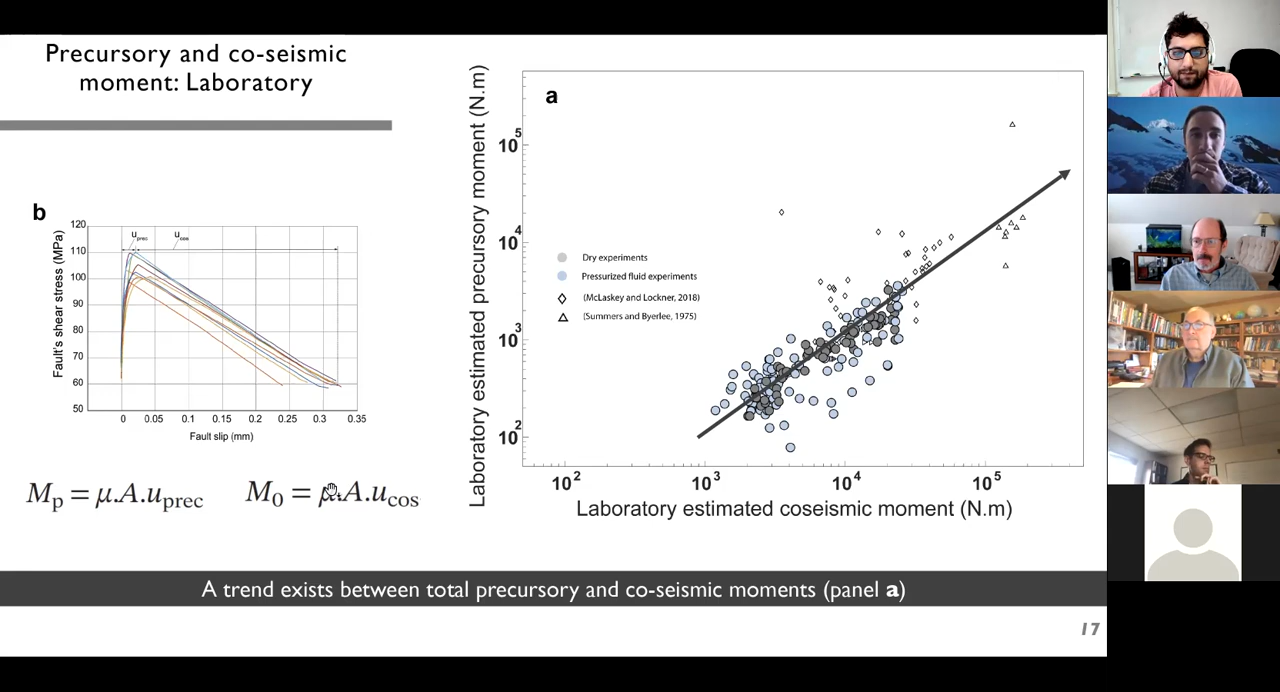 Precursory and co-seismic
moment: Laboratory
b
Fault's shear stress (MPa)
120
110
100
90
80
70
60
50
uprec
ucos
0
0.05
0.1
0.15
0.2
0.25
0.3
0.35
Fault slip (mm)
Mp = μ.A.uprec
M0 = μ.A.ucos
a
Laboratory estimated precursory moment (N.m)
10^5
10^4
10^3
10^2
Dry experiments
Pressurized fluid experiments
(McLaskey and Lockner, 2018)
(Summers and Byerlee, 1975)
10^2
10^3
10^4
10^5
Laboratory estimated coseismic moment (N.m)
A trend exists between total precursory and co-seismic moments (panel a)
17